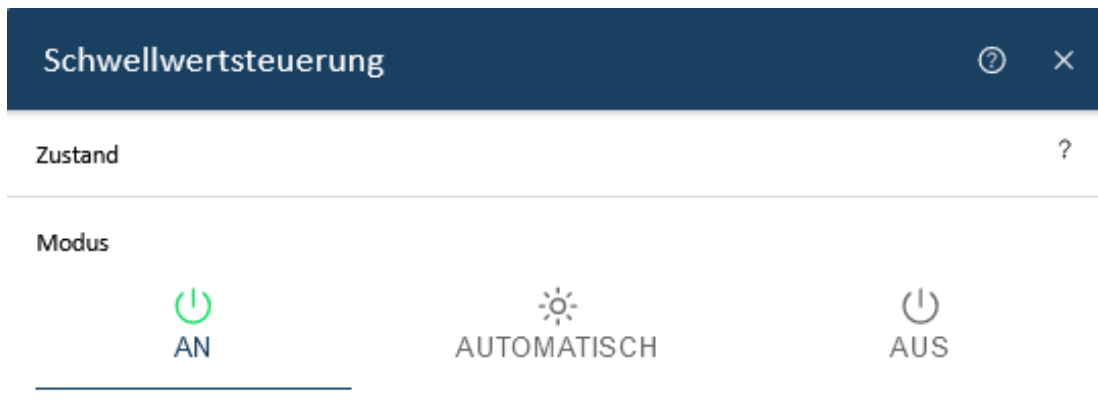 Schwellwertsteuerung
Zustand ?
Modus
AN AUTOMATISCH AUS